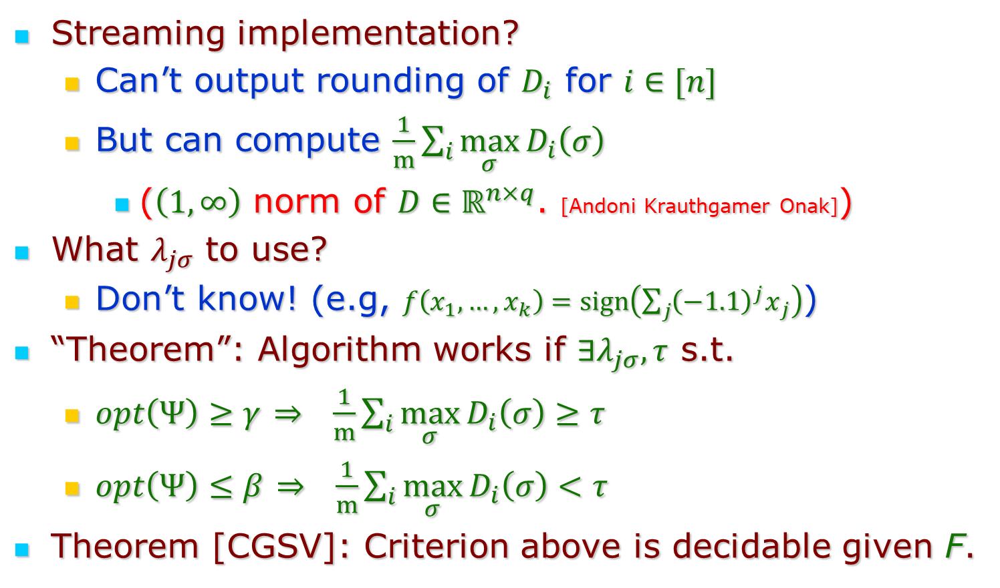 Streaming implementation?
Can't output rounding of $D_i$ for $i \in [n]$
But can compute $\frac{1}{\mathrm{m}} \sum_i \max_{\sigma} D_i(\sigma)$
($(1, \infty)$ norm of $D \in \mathbb{R}^{n \times q}$. [Andoni Krauthgamer Onak])
What $\lambda_{j\sigma}$ to use?
Don't know! (e.g, $f(x_1, \ldots, x_k) = \mathrm{sign}\left(\sum_j (-1.1)^j x_j\right)$)
“Theorem”: Algorithm works if $\exists \lambda_{j\sigma}, \tau$ s.t.
$opt(\Psi) \geq \gamma \Rightarrow \frac{1}{\mathrm{m}} \sum_i \max_{\sigma} D_i(\sigma) \geq \tau$
$opt(\Psi) \leq \beta \Rightarrow \frac{1}{\mathrm{m}} \sum_i \max_{\sigma} D_i(\sigma) < \tau$
Theorem [CGSV]: Criterion above is decidable given $F$.